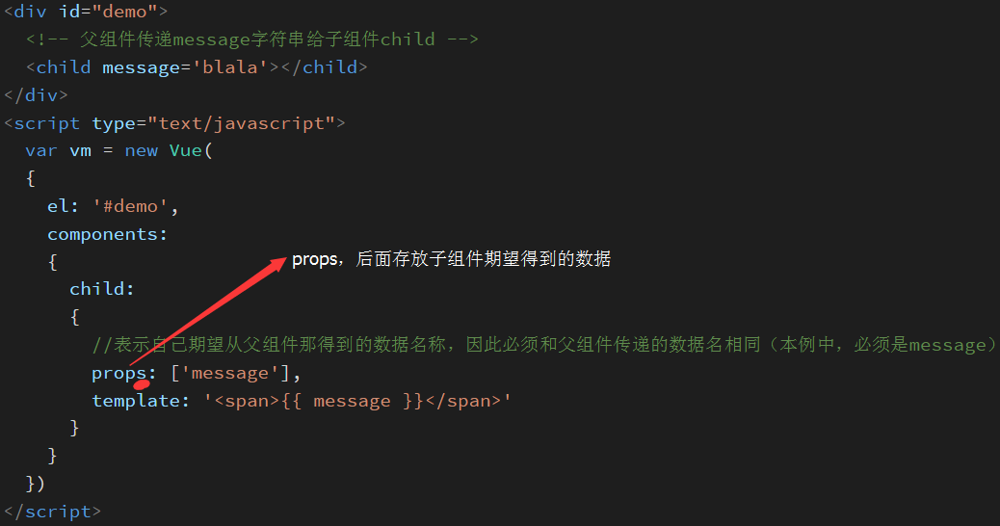 <div id="demo">
  <!-- 父组件传递message字符串给子组件child -->
  <child message='blala'></child>
</div>
<script type="text/javascript">
  var vm = new Vue(
  {
    el: '#demo',
    components:
    {
props，后面存放子组件期望得到的数据
      child:
      {
        //表示自己期望从父组件那得到的数据名称，因此必须和父组件传递的数据名相同（本例中，必须是message）
        props: ['message'],
        template: '<span>{{ message }}</span>'
      }
    }
  })
</script>